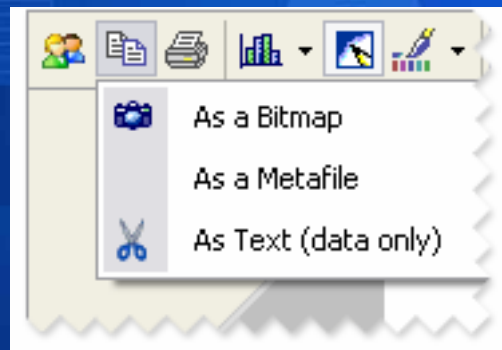 As a Bitmap
As a Metafile
As Text (data only)